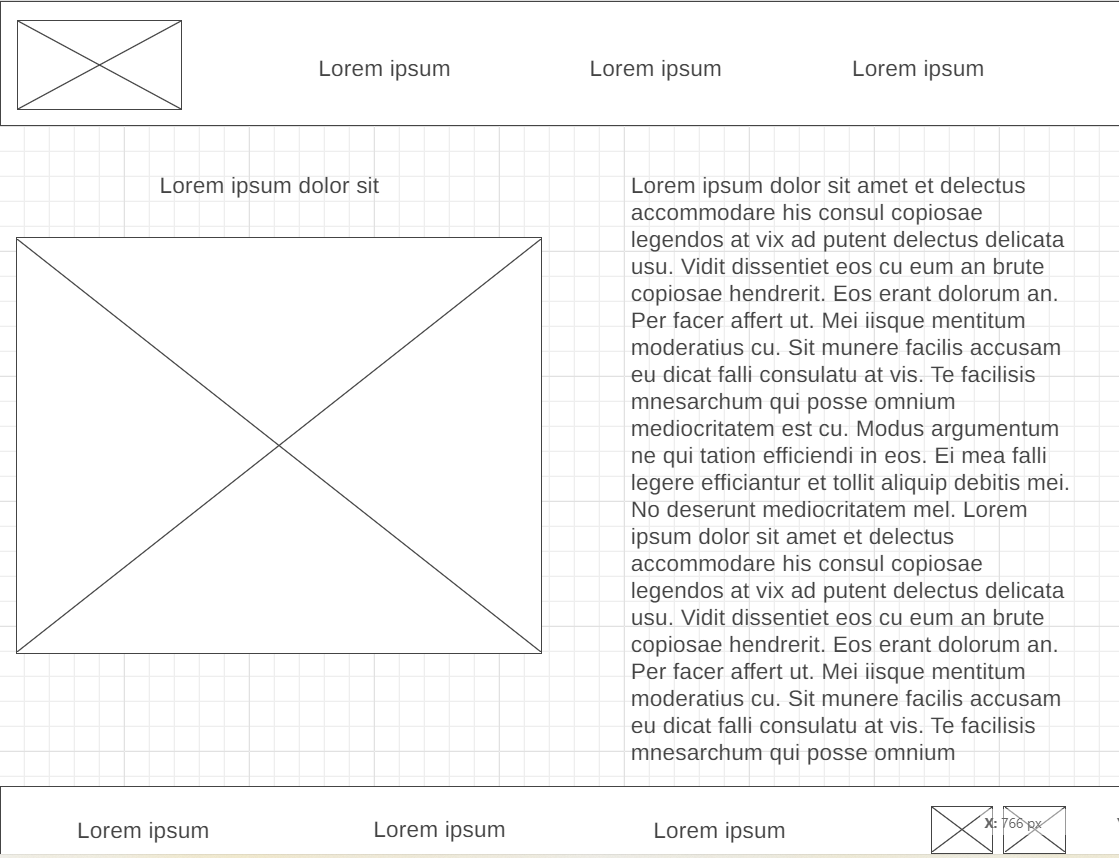 Lorem ipsum
Lorem ipsum
Lorem ipsum
Lorem ipsum dolor sit
Lorem ipsum dolor sit amet et delectus
accommodare his consul copiosae
legendos at vix ad putent delectus delicata
usu. Vidit dissentiet eos cu eum an brute
copiosae hendrerit. Eos erant dolorum an.
Per facer affert ut. Mei iisque mentitum
moderatius cu. Sit munere facilis accusam
eu dicat falli consulatu at vis. Te facilisis
mnesarchum qui posse omnium
mediocritatem est cu. Modus argumentum
ne qui tation efficiendi in eos. Ei mea falli
legere efficiantur et tollit aliquip debitis mei.
No deserunt mediocritatem mel. Lorem
ipsum dolor sit amet et delectus
accommodare his consul copiosae
legendos at vix ad putent delectus delicata
usu. Vidit dissentiet eos cu eum an brute
copiosae hendrerit. Eos erant dolorum an.
Per facer affert ut. Mei iisque mentitum
moderatius cu. Sit munere facilis accusam
eu dicat falli consulatu at vis. Te facilisis
mnesarchum qui posse omnium
Lorem ipsum
Lorem ipsum
Lorem ipsum
X: 766 px